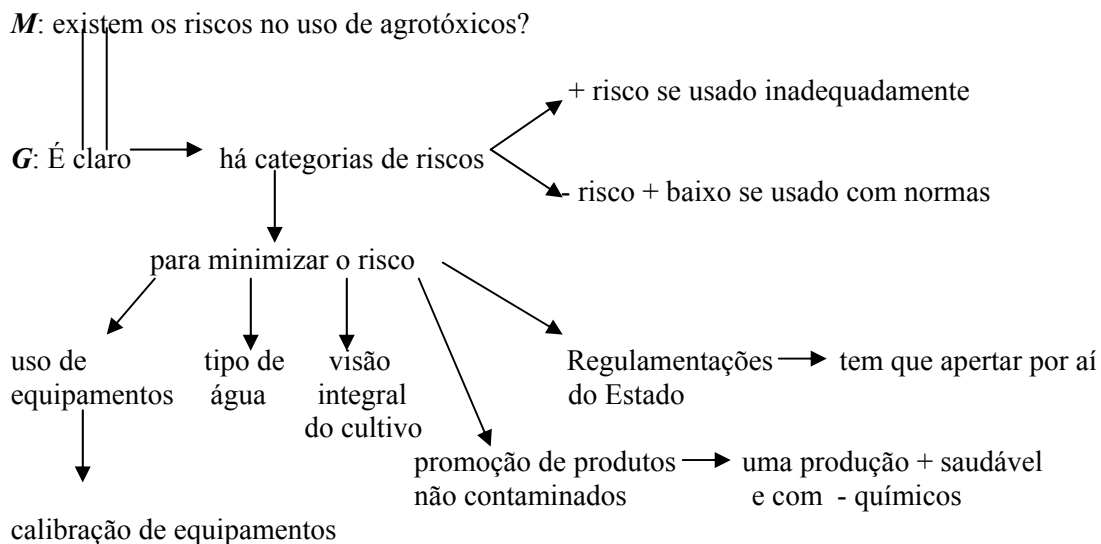 M: existem os riscos no uso de agrotóxicos?
+ risco se usado inadequadamente
G: É claro
há categorias de riscos
- risco + baixo se usado com normas
para minimizar o risco
uso de
equipamentos
tipo de
água
visão
integral
do cultivo
Regulamentações
do Estado
tem que apertar por aí
promoção de produtos
não contaminados
uma produção + saudável
e com - químicos
calibração de equipamentos